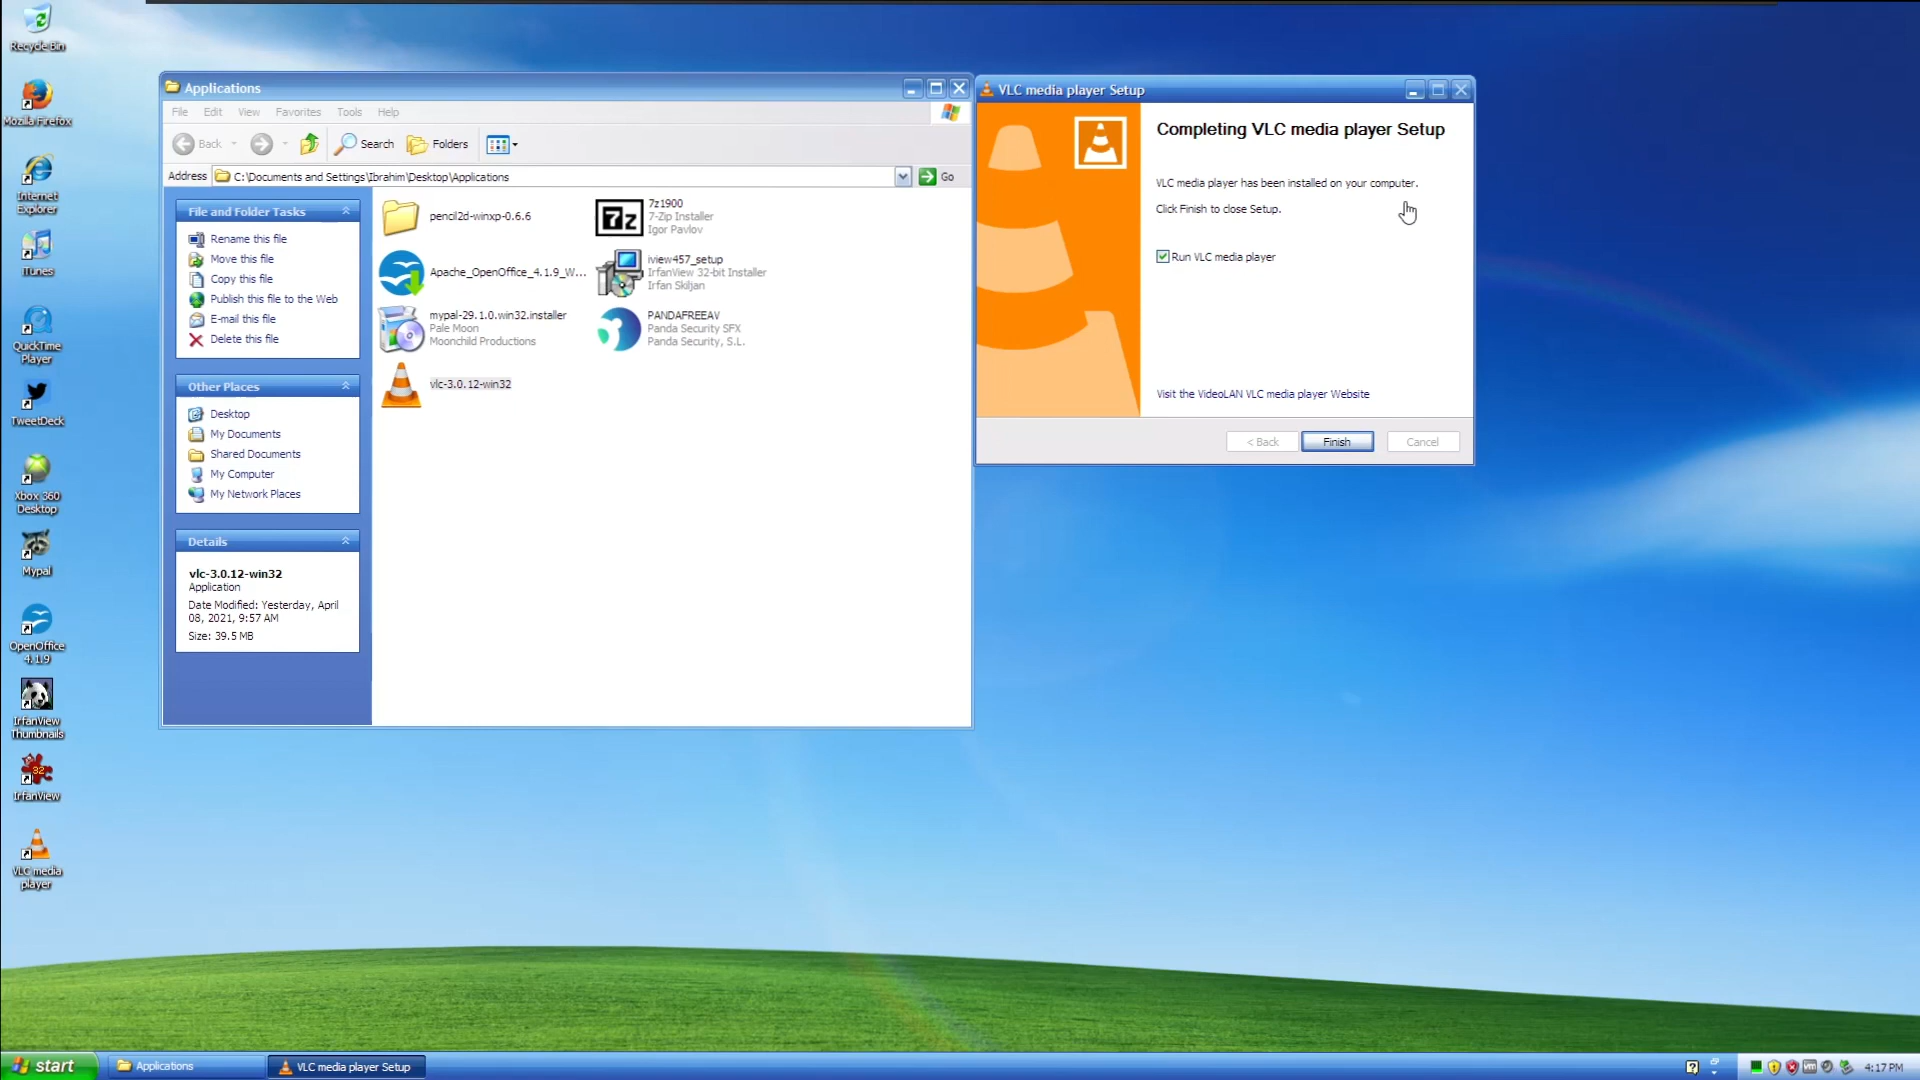 Recycle Bin
Mozilla Firefox
Internet
Explorer
iTunes
QuickTime
Player
TweetDeck
Xbox 360
Desktop
Mypal
OpenOffice
4.1.9
IrfanView
Thumbnails
32
IrfanView
VLC media
player
Applications
File Edit View Favorites Tools Help
Back Search Folders
Address C:\Documents and Settings\Ibrahim\Desktop\Applications Go
File and Folder Tasks
Rename this file
Move this file
Copy this file
Publish this file to the Web
E-mail this file
Delete this file
Other Places
Desktop
My Documents
Shared Documents
My Computer
My Network Places
Details
vlc-3.0.12-win32
Application
Date Modified: Yesterday, April
08, 2021, 9:57 AM
Size: 39.5 MB
pencil2d-winxp-0.6.6
7z
7z1900
7-Zip Installer
Igor Pavlov
Apache_OpenOffice_4.1.9_W...
iview457_setup
IrfanView 32-bit Installer
Irfan Skiljan
mypal-29.1.0.win32.installer
Pale Moon
Moonchild Productions
PANDAFREEAV
Panda Security SFX
Panda Security, S.L.
vlc-3.0.12-win32
VLC media player Setup
Completing VLC media player Setup
VLC media player has been installed on your computer.
Click Finish to close Setup.
Run VLC media player
Visit the VideoLAN VLC media player Website
< Back Finish Cancel
start Applications VLC media player Setup 4:17 PM